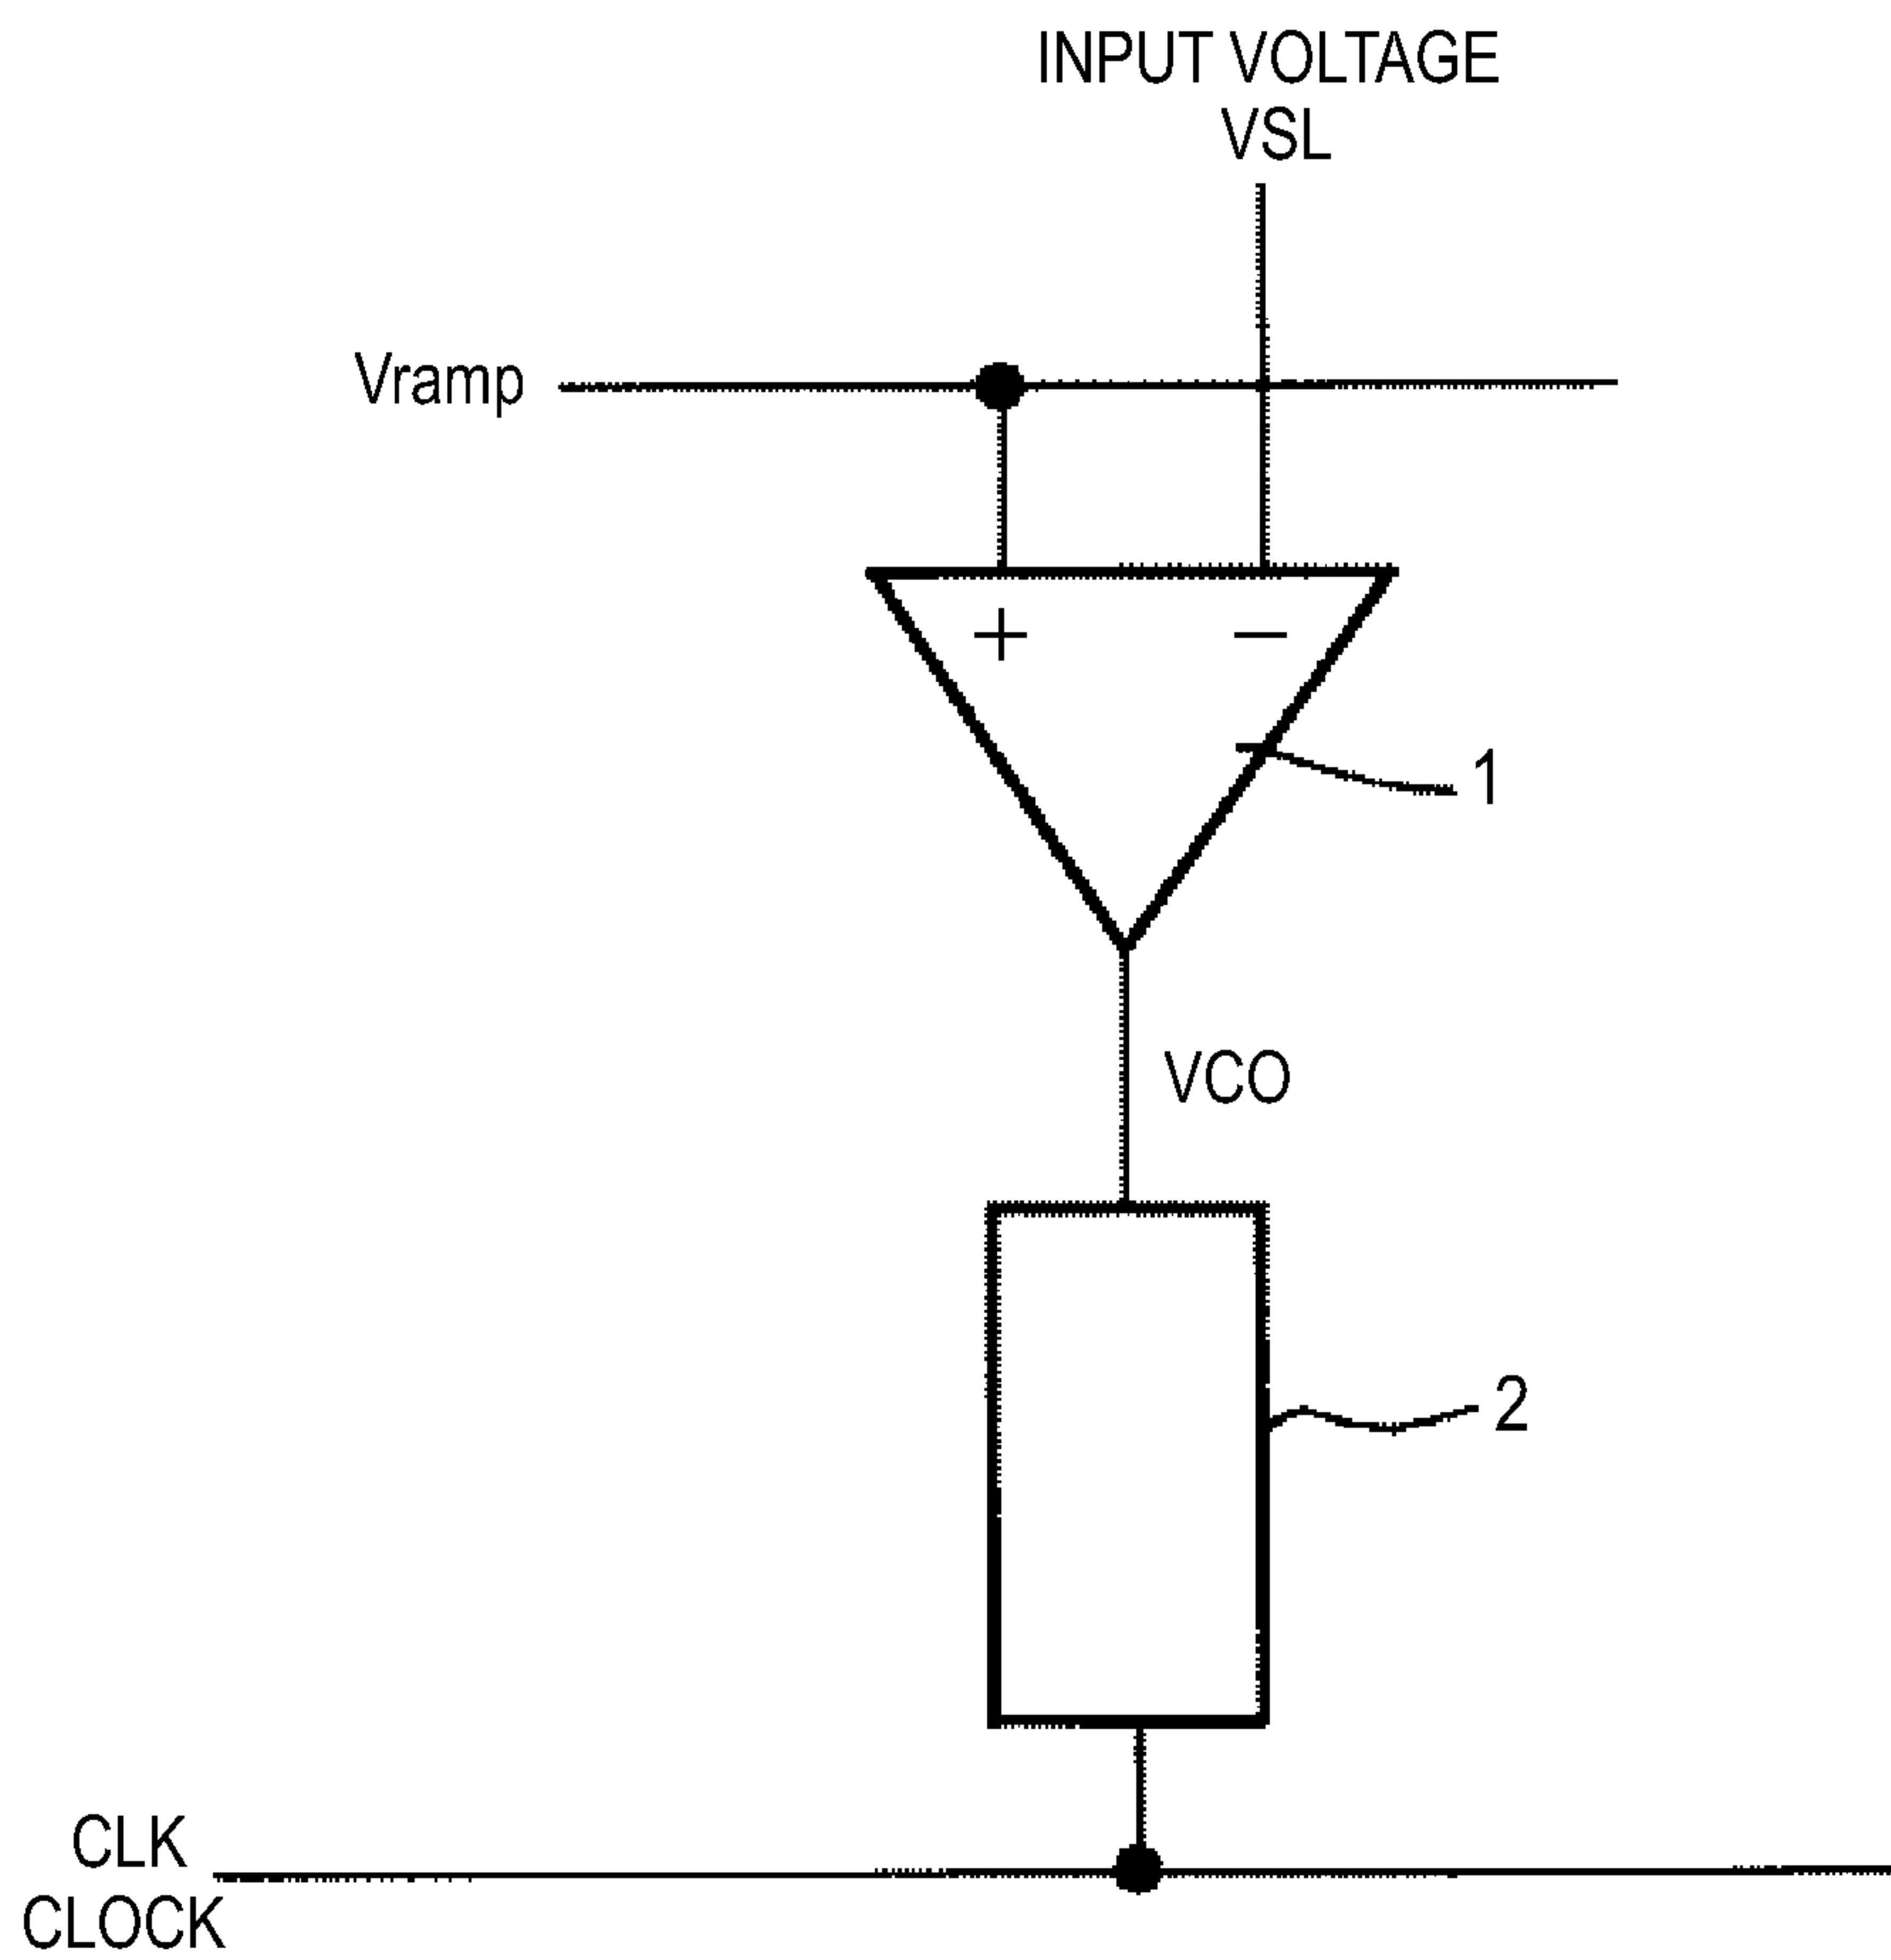 INPUT VOLTAGE
VSL
Vramp
+ −
1
VCO
2
CLK
CLOCK